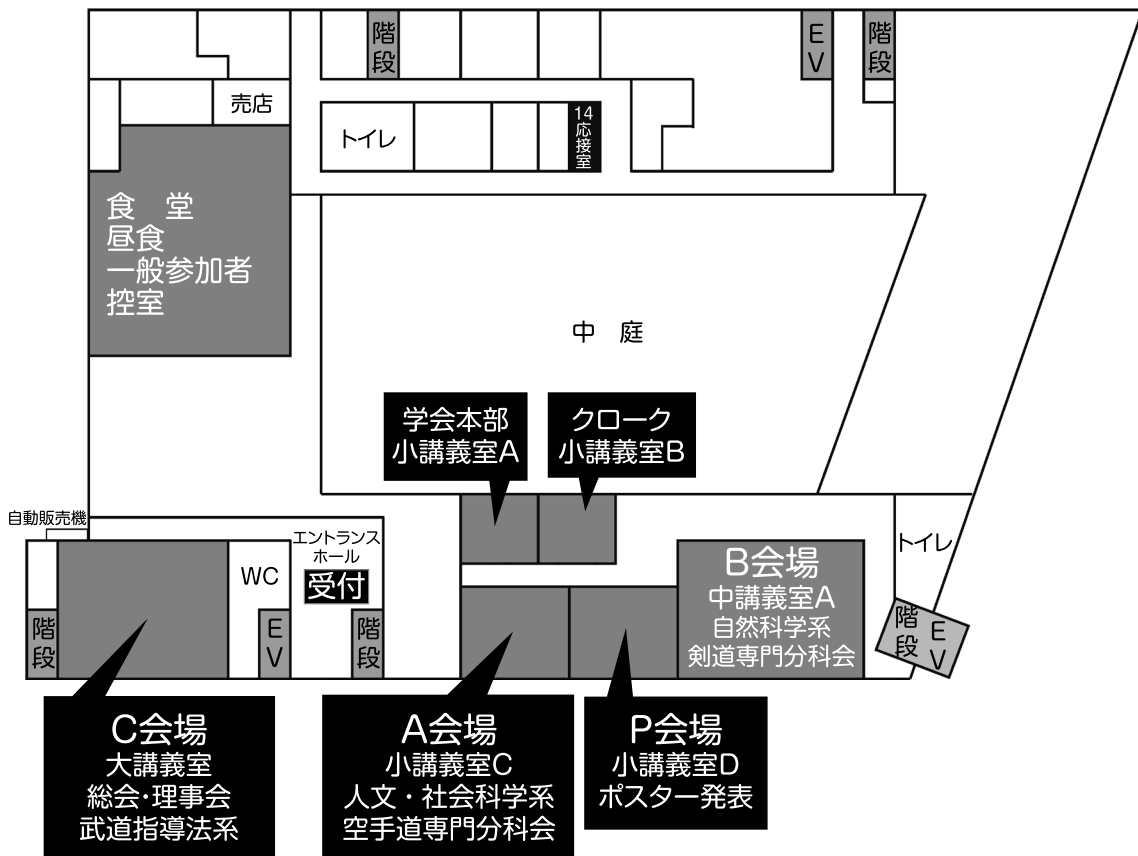 階段
EV
階段
売店
トイレ
14応接室
食　堂
昼食
一般参加者
控室
中　庭
学会本部
小講義室A
クローク
小講義室B
自動販売機
エントランス
ホール
受付
WC
トイレ
B会場
中講義室A
自然科学系
剣道専門分科会
階段
EV
階段
階段
EV
C会場
大講義室
総会・理事会
武道指導法系
A会場
小講義室C
人文・社会科学系
空手道専門分科会
P会場
小講義室D
ポスター発表